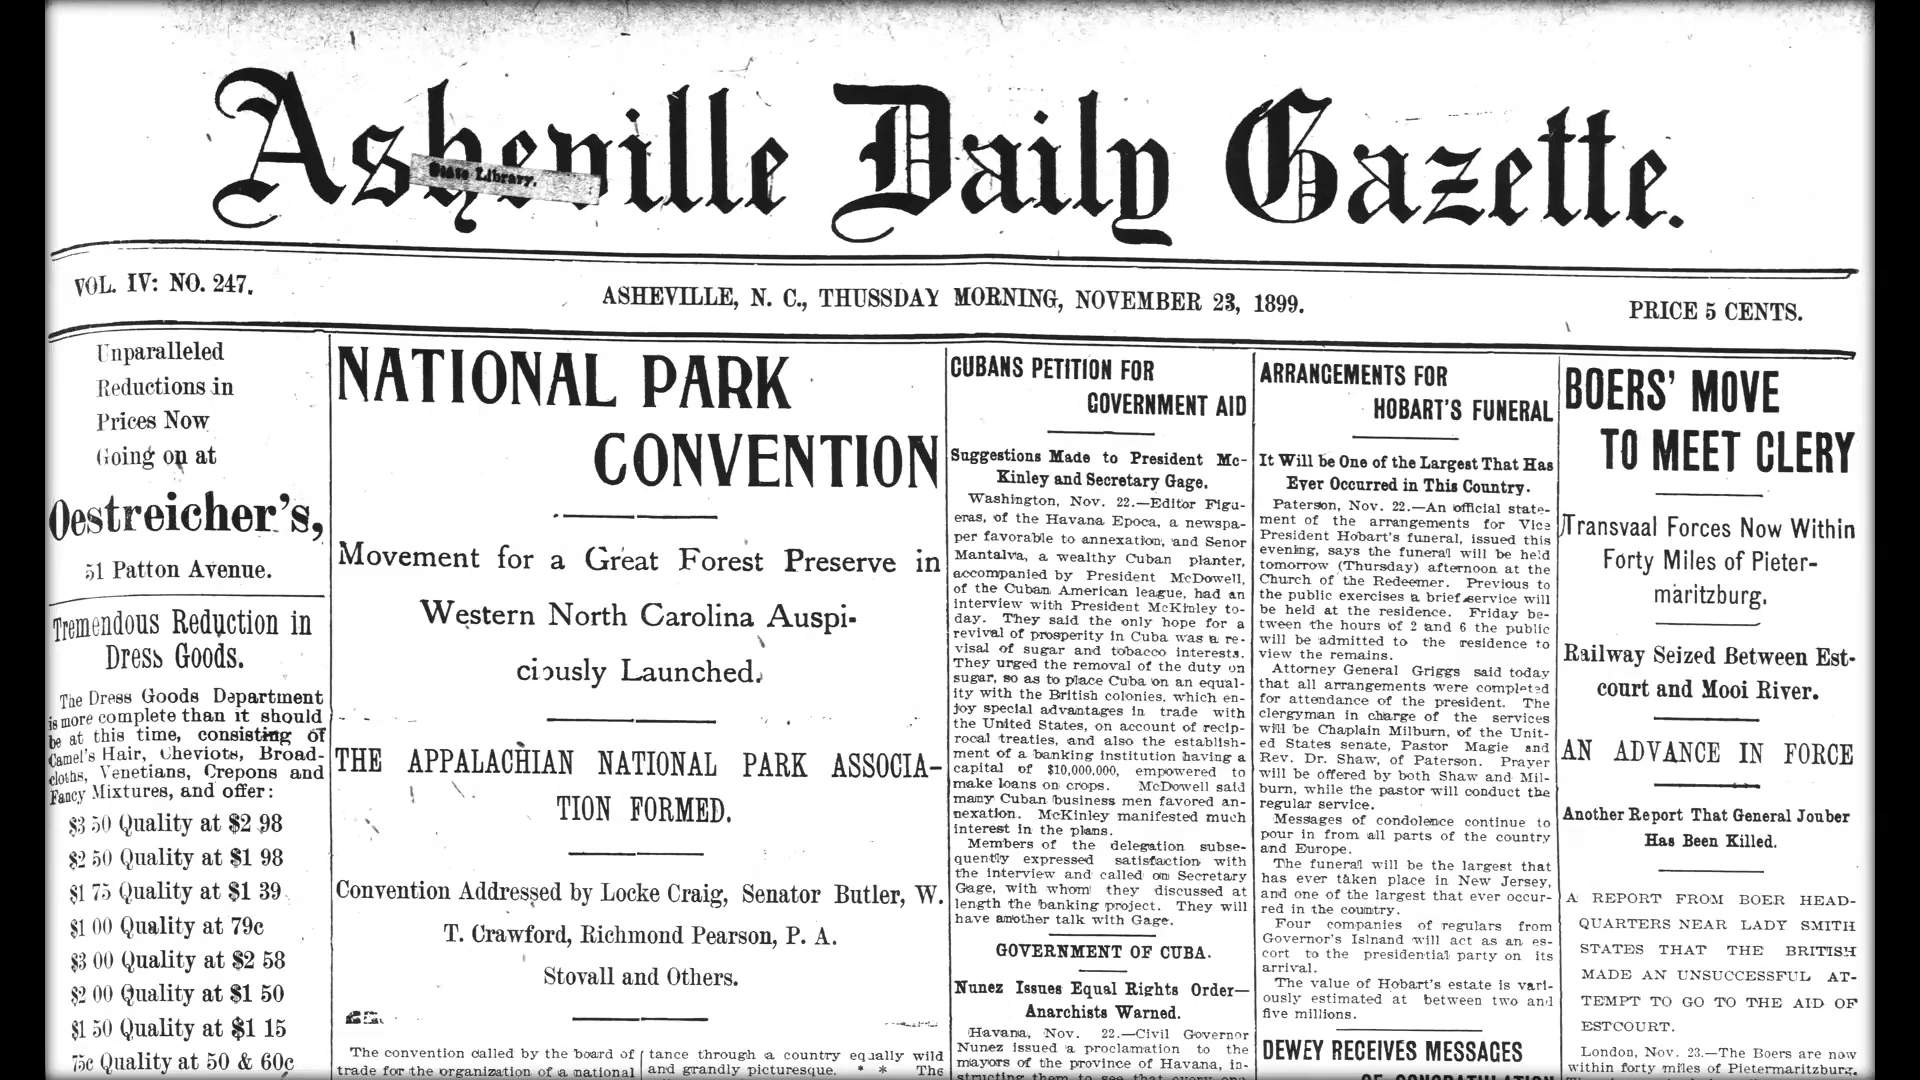 Asheville Daily Gazette.
State Library.
VOL. IV: NO. 247.
ASHEVILLE, N. C., THUSSDAY MORNING, NOVEMBER 23, 1899.
PRICE 5 CENTS.
Unparalleled
Reductions in
Prices Now
Going on at
Oestreicher's,
51 Patton Avenue.
Tremendous Reduction in
Dress Goods.
The Dress Goods Department
is more complete than it should
be at this time, consisting of
Camel's Hair, Cheviots, Broad-
cloths, Venetians, Crepons and
Fancy Mixtures, and offer:
$3 50 Quality at $2 98
$2 50 Quality at $1 98
$1 75 Quality at $1 39
$1 00 Quality at 79c
$3 00 Quality at $2 58
$2 00 Quality at $1 50
$1 50 Quality at $1 15
75c Quality at 50 & 60c
NATIONAL PARK
CONVENTION
Movement for a Great Forest Preserve in
Western North Carolina Auspi-
ciously Launched.
THE APPALACHIAN NATIONAL PARK ASSOCIA-
TION FORMED.
Convention Addressed by Locke Craig, Senator Butler, W.
T. Crawford, Richmond Pearson, P. A.
Stovall and Others.
The convention called by the board of
trade for the organization of a national
tance through a country equally wild
and grandly picturesque. * * The
CUBANS PETITION FOR
GOVERNMENT AID
Suggestions Made to President Mc-
Kinley and Secretary Gage.
Washington, Nov. 22.—Editor Figu-
eras, of the Havana Epoca, a newspa-
per favorable to annexation, and Senor
Mantalva, a wealthy Cuban planter,
accompanied by President McDowell,
of the Cuban American league, had an
interview with President McKinley to-
day. They said the only hope for a
revival of prosperity in Cuba was a re-
visal of sugar and tobacco interests.
They urged the removal of the duty on
sugar, so as to place Cuba on an equal-
ity with the British colonies, which en-
joy special advantages in trade with
the United States, on account of recip-
rocal treaties, and also the establish-
ment of a banking institution having a
capital of $10,000,000, empowered to
make loans on crops. McDowell said
many Cuban business men favored an-
nexation. McKinley manifested much
interest in the plans.
Members of the delegation subse-
quently expressed satisfaction with
the interview and called on Secretary
Gage, with whom they discussed at
length the banking project. They will
have another talk with Gage.
GOVERNMENT OF CUBA.
Nunez Issues Equal Rights Order—
Anarchists Warned.
Havana, Nov. 22.—Civil Governor
Nunez issued a proclamation to the
mayors of the province of Havana, in-
structing them to see that every one
ARRANGEMENTS FOR
HOBART'S FUNERAL
It Will be One of the Largest That Has
Ever Occurred in This Country.
Paterson, Nov. 22.—An official state-
ment of the arrangements for Vice
President Hobart's funeral, issued this
evening, says the funeral will be held
tomorrow (Thursday) afternoon at the
Church of the Redeemer. Previous to
the public exercises a brief service will
be held at the residence. Friday be-
tween the hours of 2 and 6 the public
will be admitted to the residence to
view the remains.
Attorney General Griggs said today
that all arrangements were completed
for attendance of the president. The
clergyman in charge of the services
will be Chaplain Milburn, of the Unit-
ed States senate, Pastor Magie and
Rev. Dr. Shaw, of Paterson. Prayer
will be offered by both Shaw and Mil-
burn, while the pastor will conduct the
regular service.
Messages of condolence continue to
pour in from all parts of the country
and Europe.
The funeral will be the largest that
has ever taken place in New Jersey,
and one of the largest that ever occur-
red in the country.
Four companies of regulars from
Governor's Islnand will act as an es-
cort to the presidential party on its
arrival.
The value of Hobart's estate is vari-
ously estimated at between two and
five millions.
DEWEY RECEIVES MESSAGES
OF CONGRATULATION
BOERS' MOVE
TO MEET CLERY
Transvaal Forces Now Within
Forty Miles of Pieter-
maritzburg.
Railway Seized Between Est-
court and Mooi River.
AN ADVANCE IN FORCE
Another Report That General Jouber
Has Been Killed.
A REPORT FROM BOER HEAD-
QUARTERS NEAR LADY SMITH
STATES THAT THE BRITISH
MADE AN UNSUCCESSFUL AT-
TEMPT TO GO TO THE AID OF
ESTCOURT.
London, Nov. 23.—The Boers are now
within forty miles of Pietermaritzburg.